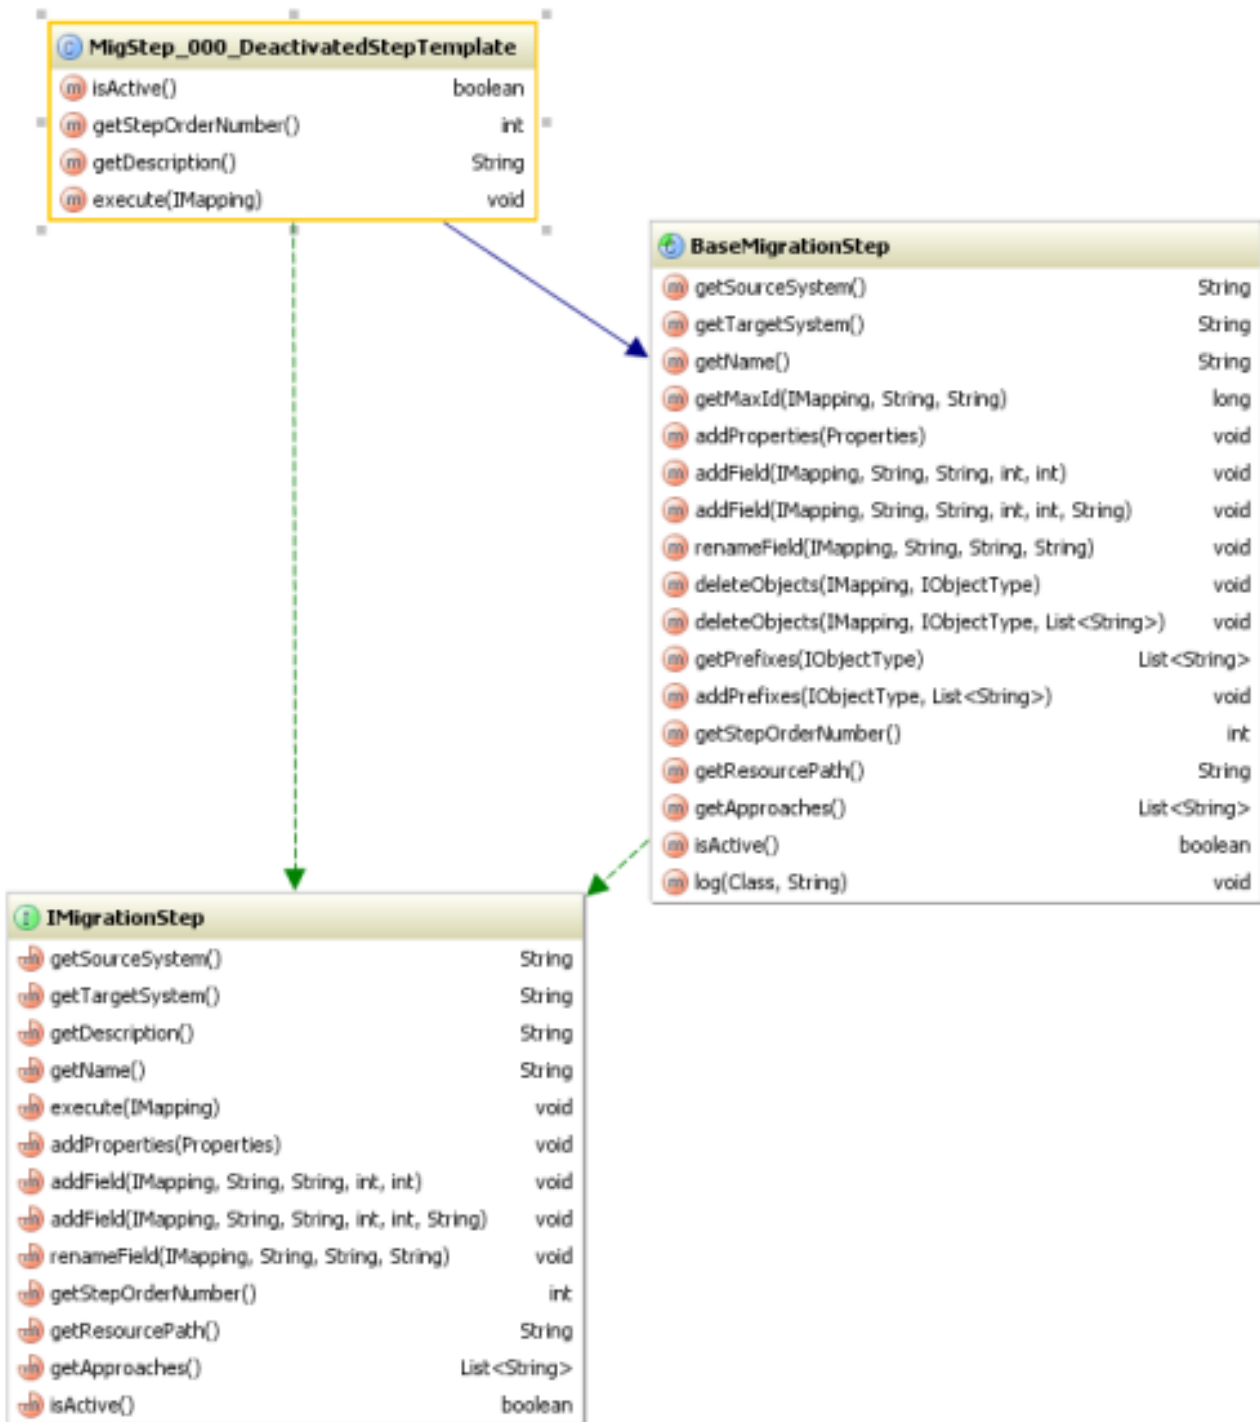 MigStep_000_DeactivatedStepTemplate
isActive() boolean
getStepOrderNumber() int
getDescription() String
execute(IMapping) void
BaseMigrationStep
getSourceSystem() String
getTargetSystem() String
getName() String
getMaxId(IMapping, String, String) long
addProperties(Properties) void
addField(IMapping, String, String, int, int) void
addField(IMapping, String, String, int, int, String) void
renameField(IMapping, String, String, String) void
deleteObjects(IMapping, IObjectType) void
deleteObjects(IMapping, IObjectType, List<String>) void
getPrefixes(IObjectType) List<String>
addPrefixes(IObjectType, List<String>) void
getStepOrderNumber() int
getResourcePath() String
getApproaches() List<String>
isActive() boolean
log(Class, String) void
IMigrationStep
getSourceSystem() String
getTargetSystem() String
getDescription() String
getName() String
execute(IMapping) void
addProperties(Properties) void
addField(IMapping, String, String, int, int) void
addField(IMapping, String, String, int, int, String) void
renameField(IMapping, String, String, String) void
getStepOrderNumber() int
getResourcePath() String
getApproaches() List<String>
isActive() boolean